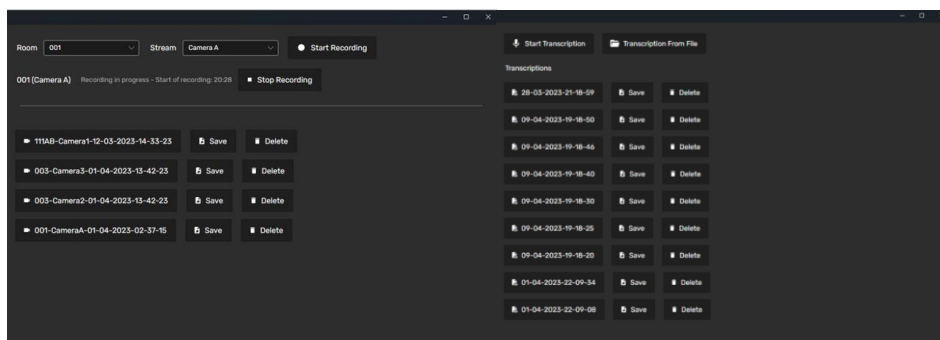 Room 001 Stream Camera A Start Recording
001 (Camera A) Recording in progress - Start of recording: 20:28 Stop Recording
111AB-Camera1-12-03-2023-14-33-23 Save Delete
003-Camera3-01-04-2023-13-42-23 Save Delete
003-Camera2-01-04-2023-13-42-23 Save Delete
001-CameraA-01-04-2023-02-37-15 Save Delete
Start Transcription Transcription From File
Transcriptions
28-03-2023-21-18-59 Save Delete
09-04-2023-19-18-50 Save Delete
09-04-2023-19-18-46 Save Delete
09-04-2023-19-18-40 Save Delete
09-04-2023-19-18-30 Save Delete
09-04-2023-19-18-25 Save Delete
09-04-2023-19-18-20 Save Delete
01-04-2023-22-09-34 Save Delete
01-04-2023-22-09-08 Save Delete